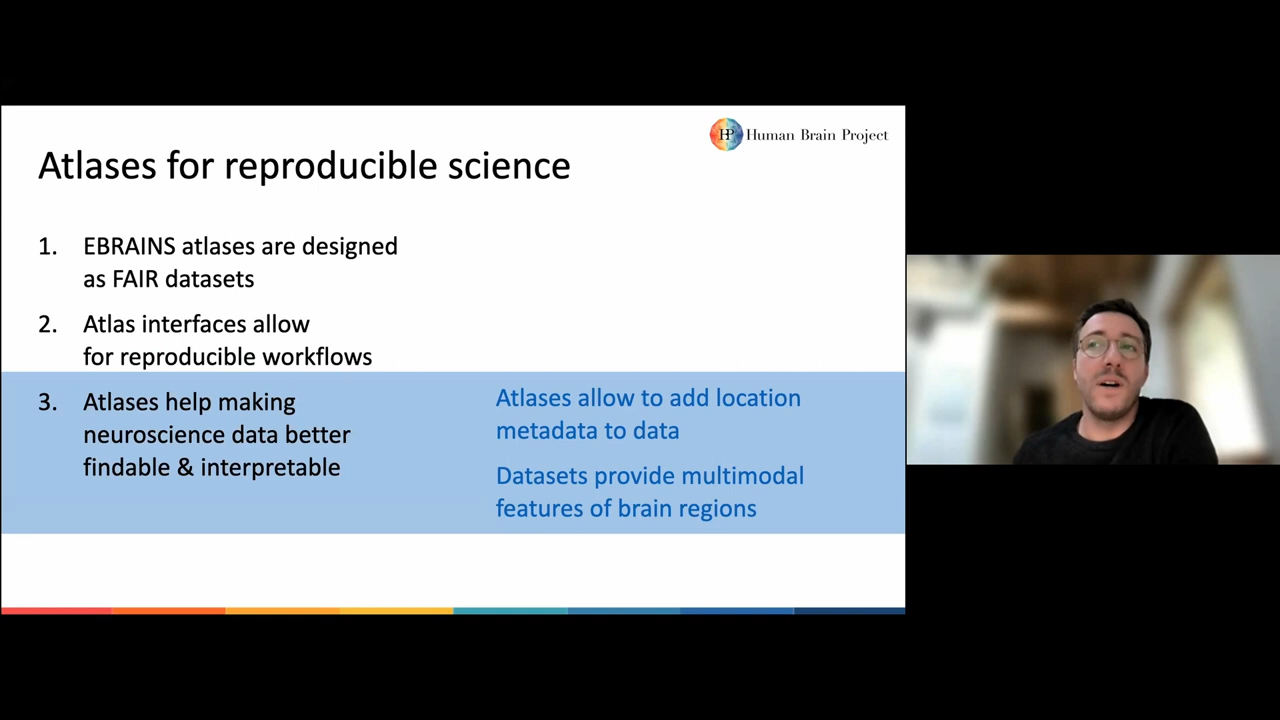 HP Human Brain Project
Atlases for reproducible science
1. EBRAINS atlases are designed
as FAIR datasets
2. Atlas interfaces allow
for reproducible workflows
3. Atlases help making
neuroscience data better
findable & interpretable
Atlases allow to add location
metadata to data
Datasets provide multimodal
features of brain regions